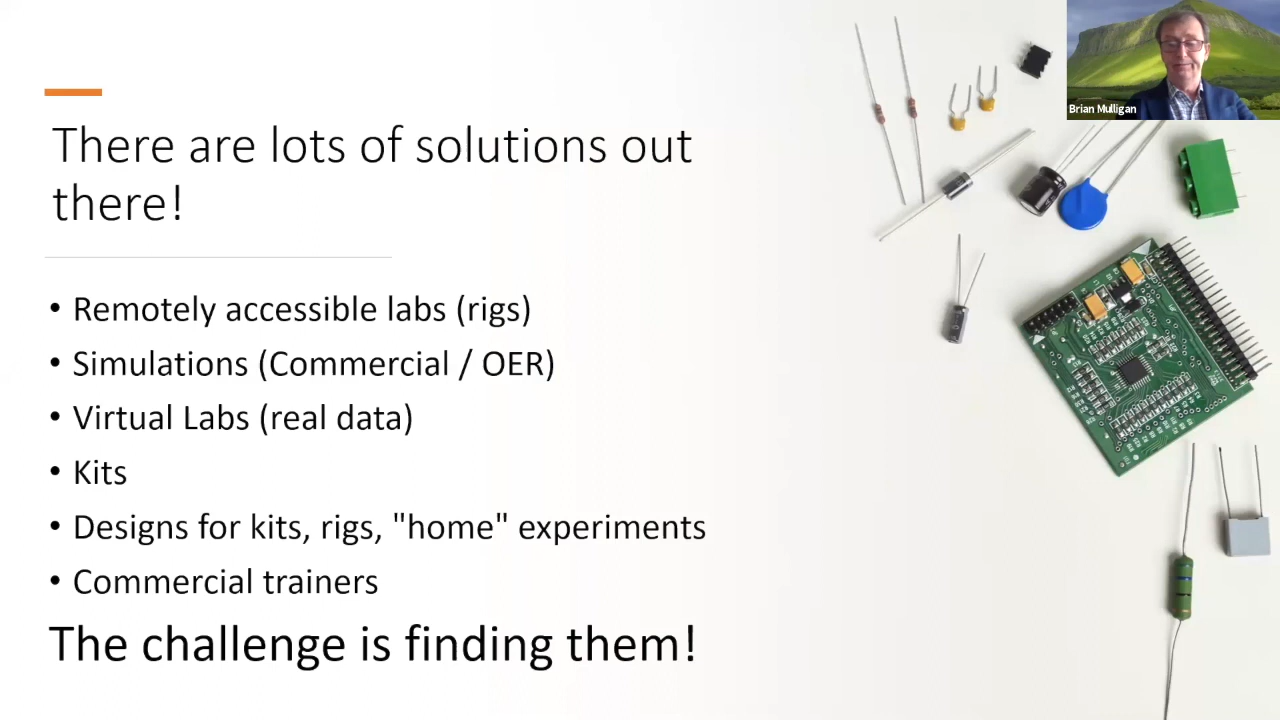 Brian Mulligan
There are lots of solutions out
there!
• Remotely accessible labs (rigs)
• Simulations (Commercial / OER)
• Virtual Labs (real data)
• Kits
• Designs for kits, rigs, "home" experiments
• Commercial trainers
The challenge is finding them!